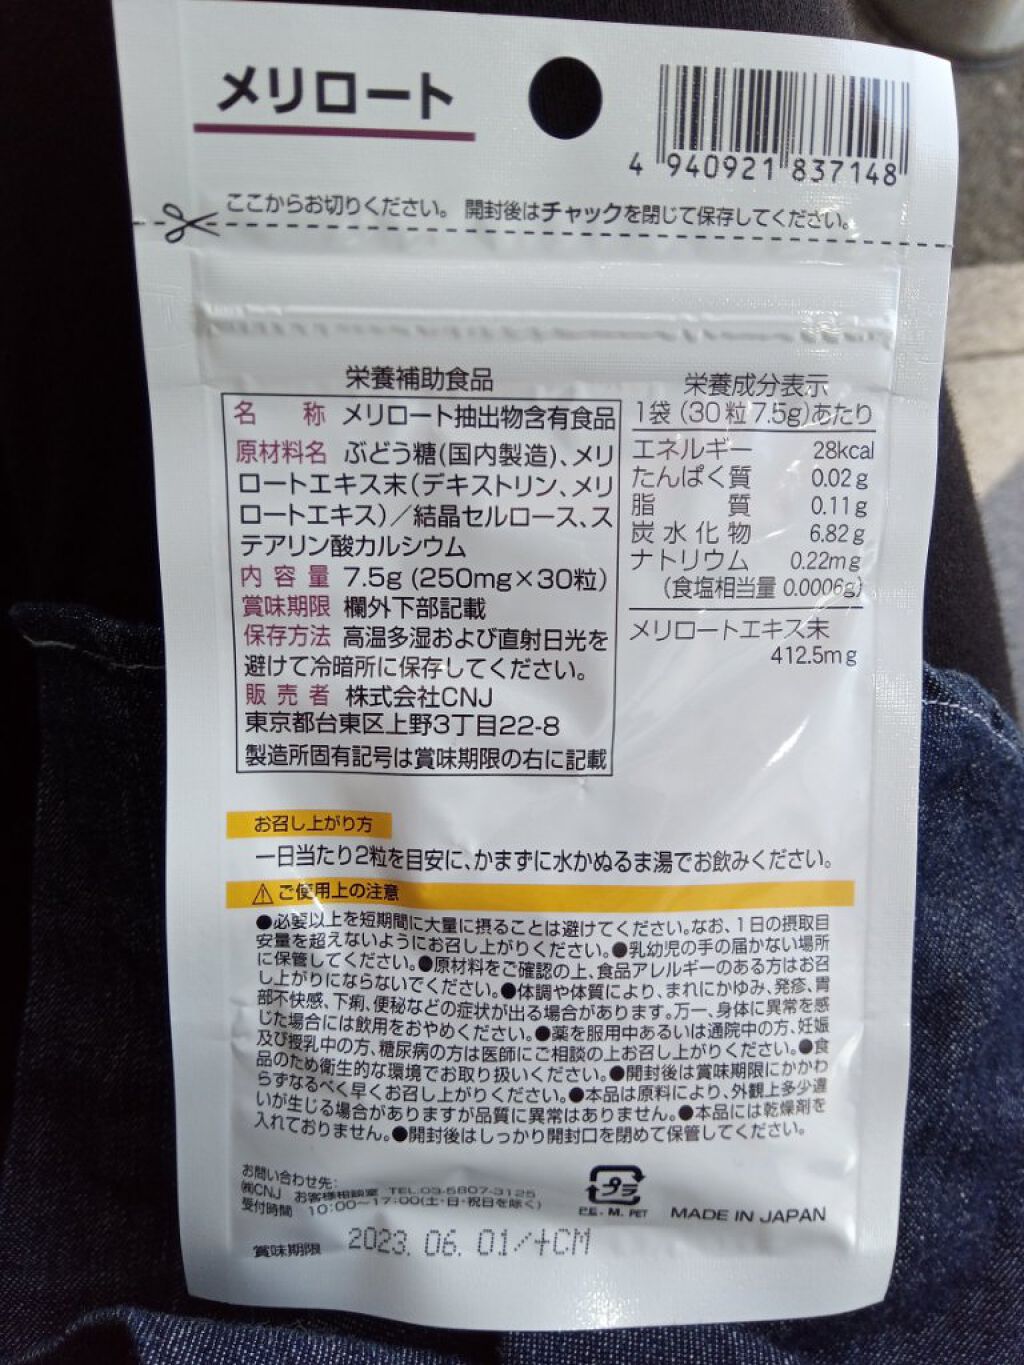 メリロート
4 940921 837148
ここからお切りください。 開封後はチャックを閉じて保存してください。
栄養補助食品
名　称 メリロート抽出物含有食品
原材料名 ぶどう糖(国内製造)、メリ
ロートエキス末(デキストリン、メリ
ロートエキス)／結晶セルロース、ス
テアリン酸カルシウム
内容量 7.5g (250mg×30粒)
賞味期限 欄外下部記載
保存方法 高温多湿および直射日光を
避けて冷暗所に保存してください。
販売者 株式会社CNJ
東京都台東区上野3丁目22-8
製造所固有記号は賞味期限の右に記載
栄養成分表示
1袋(30粒7.5g)あたり
エネルギー 28kcal
たんぱく質 0.02g
脂　質 0.11g
炭水化物 6.82g
ナトリウム 0.22mg
(食塩相当量 0.0006g)
メリロートエキス末
412.5mg
お召し上がり方
一日当たり2粒を目安に、かまずに水かぬるま湯でお飲みください。
⚠ご使用上の注意
●必要以上を短期間に大量に摂ることは避けてください。なお、1日の摂取目
安量を超えないようにお召し上がりください。●乳幼児の手の届かない場所
に保管してください。●原材料をご確認の上、食品アレルギーのある方はお召
し上がりにならないでください。●体調や体質により、まれにかゆみ、発疹、胃
部不快感、下痢、便秘などの症状が出る場合があります。万一、身体に異常を感
じた場合には飲用をおやめください。●薬を服用中あるいは通院中の方、妊娠
及び授乳中の方、糖尿病の方は医師にご相談の上お召し上がりください。●食
品のため衛生的な環境でお取り扱いください。●開封後は賞味期限にかかわ
らずなるべく早くお召し上がりください。●本品は原料により、外観上多少違
いが生じる場合がありますが品質に異常はありません。●本品には乾燥剤を
入れておりません。●開封後はしっかり開封口を閉めて保管してください。
お問い合わせ先:
㈱CNJ お客様相談室 TEL:03-5807-3125
受付時間 10:00～17:00(土・日・祝日を除く)
プラ
PE, M, PET
MADE IN JAPAN
賞味期限 2023. 06. 01/+CM